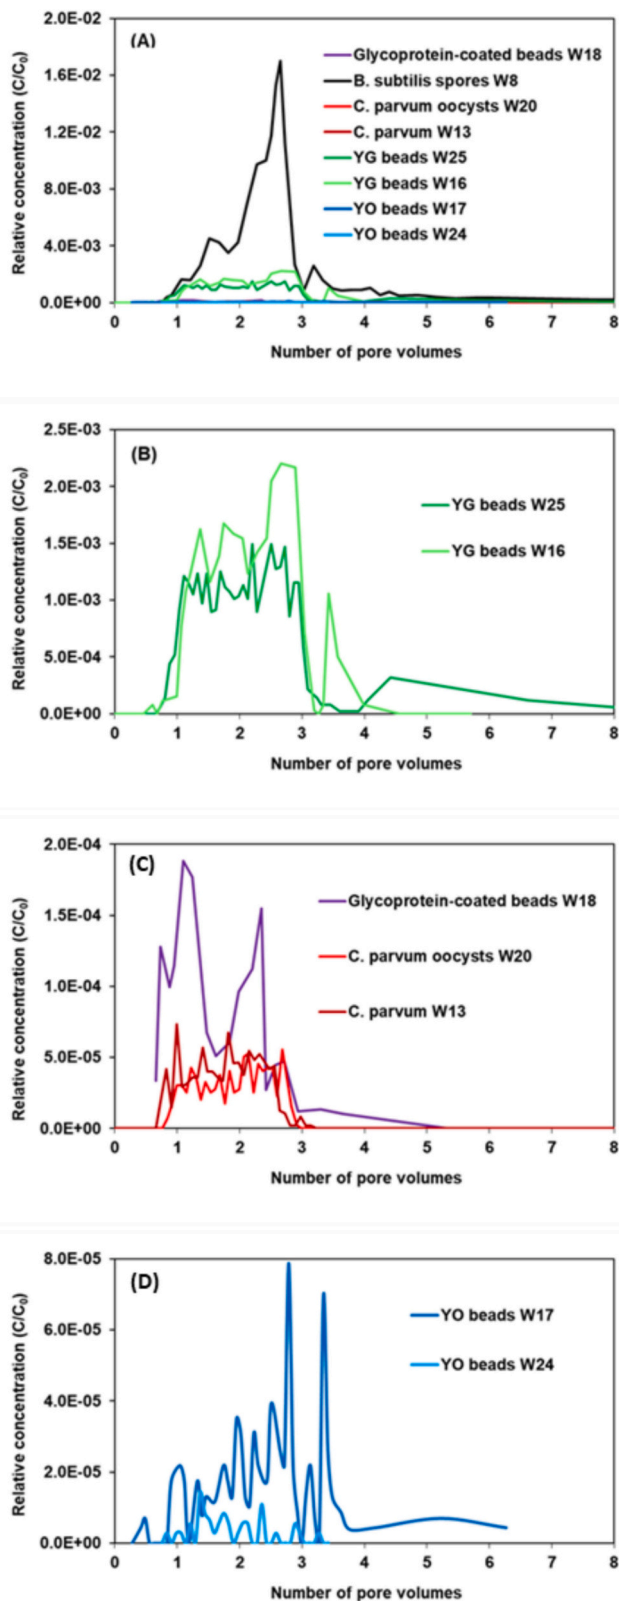 (A)
2.0E-02
1.6E-02
1.2E-02
8.0E-03
4.0E-03
0.0E+00
Relative concentration (C/C₀)
Glycoprotein-coated beads W18
B. subtilis spores W8
C. parvum oocysts W20
C. parvum W13
YG beads W25
YG beads W16
YO beads W17
YO beads W24
0 1 2 3 4 5 6 7 8
Number of pore volumes
(B)
2.5E-03
2.0E-03
1.5E-03
1.0E-03
5.0E-04
0.0E+00
Relative concentration (C/C₀)
YG beads W25
YG beads W16
0 1 2 3 4 5 6 7 8
Number of pore volumes
(C)
2.0E-04
1.5E-04
1.0E-04
5.0E-05
0.0E+00
Relative concentration (C/C₀)
Glycoprotein-coated beads W18
C. parvum oocysts W20
C. parvum W13
0 1 2 3 4 5 6 7 8
Number of pore volumes
(D)
8.0E-05
6.0E-05
4.0E-05
2.0E-05
0.0E+00
Relative concentration (C/C₀)
YO beads W17
YO beads W24
0 1 2 3 4 5 6 7 8
Number of pore volumes